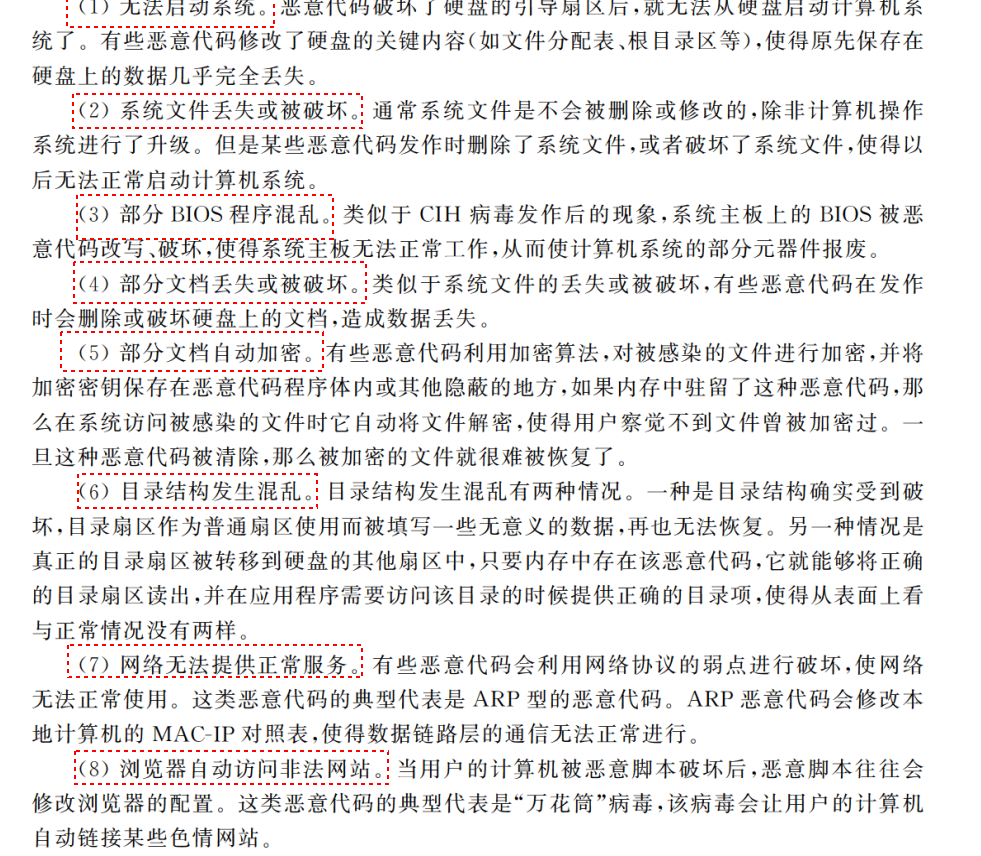 (1) 无法启动系统。恶意代码破坏了硬盘的引导扇区后,就无法从硬盘启动计算机系
统了。有些恶意代码修改了硬盘的关键内容(如文件分配表、根目录区等),使得原先保存在
硬盘上的数据几乎完全丢失。
(2) 系统文件丢失或被破坏。通常系统文件是不会被删除或修改的,除非计算机操作
系统进行了升级。但是某些恶意代码发作时删除了系统文件,或者破坏了系统文件,使得以
后无法正常启动计算机系统。
(3) 部分 BIOS 程序混乱。类似于 CIH 病毒发作后的现象,系统主板上的 BIOS 被恶
意代码改写、破坏,使得系统主板无法正常工作,从而使计算机系统的部分元器件报废。
(4) 部分文档丢失或被破坏。类似于系统文件的丢失或被破坏,有些恶意代码在发作
时会删除或破坏硬盘上的文档,造成数据丢失。
(5) 部分文档自动加密。有些恶意代码利用加密算法,对被感染的文件进行加密,并将
加密密钥保存在恶意代码程序体内或其他隐蔽的地方,如果内存中驻留了这种恶意代码,那
么在系统访问被感染的文件时它自动将文件解密,使得用户察觉不到文件曾被加密过。一
旦这种恶意代码被清除,那么被加密的文件就很难被恢复了。
(6) 目录结构发生混乱。目录结构发生混乱有两种情况。一种是目录结构确实受到破
坏,目录扇区作为普通扇区使用而被填写一些无意义的数据,再也无法恢复。另一种情况是
真正的目录扇区被转移到硬盘的其他扇区中,只要内存中存在该恶意代码,它就能够将正确
的目录扇区读出,并在应用程序需要访问该目录的时候提供正确的目录项,使得从表面上看
与正常情况没有两样。
(7) 网络无法提供正常服务。有些恶意代码会利用网络协议的弱点进行破坏,使网络
无法正常使用。这类恶意代码的典型代表是 ARP 型的恶意代码。ARP 恶意代码会修改本
地计算机的 MAC-IP 对照表,使得数据链路层的通信无法正常进行。
(8) 浏览器自动访问非法网站。当用户的计算机被恶意脚本破坏后,恶意脚本往往会
修改浏览器的配置。这类恶意代码的典型代表是“万花筒”病毒,该病毒会让用户的计算机
自动链接某些色情网站。